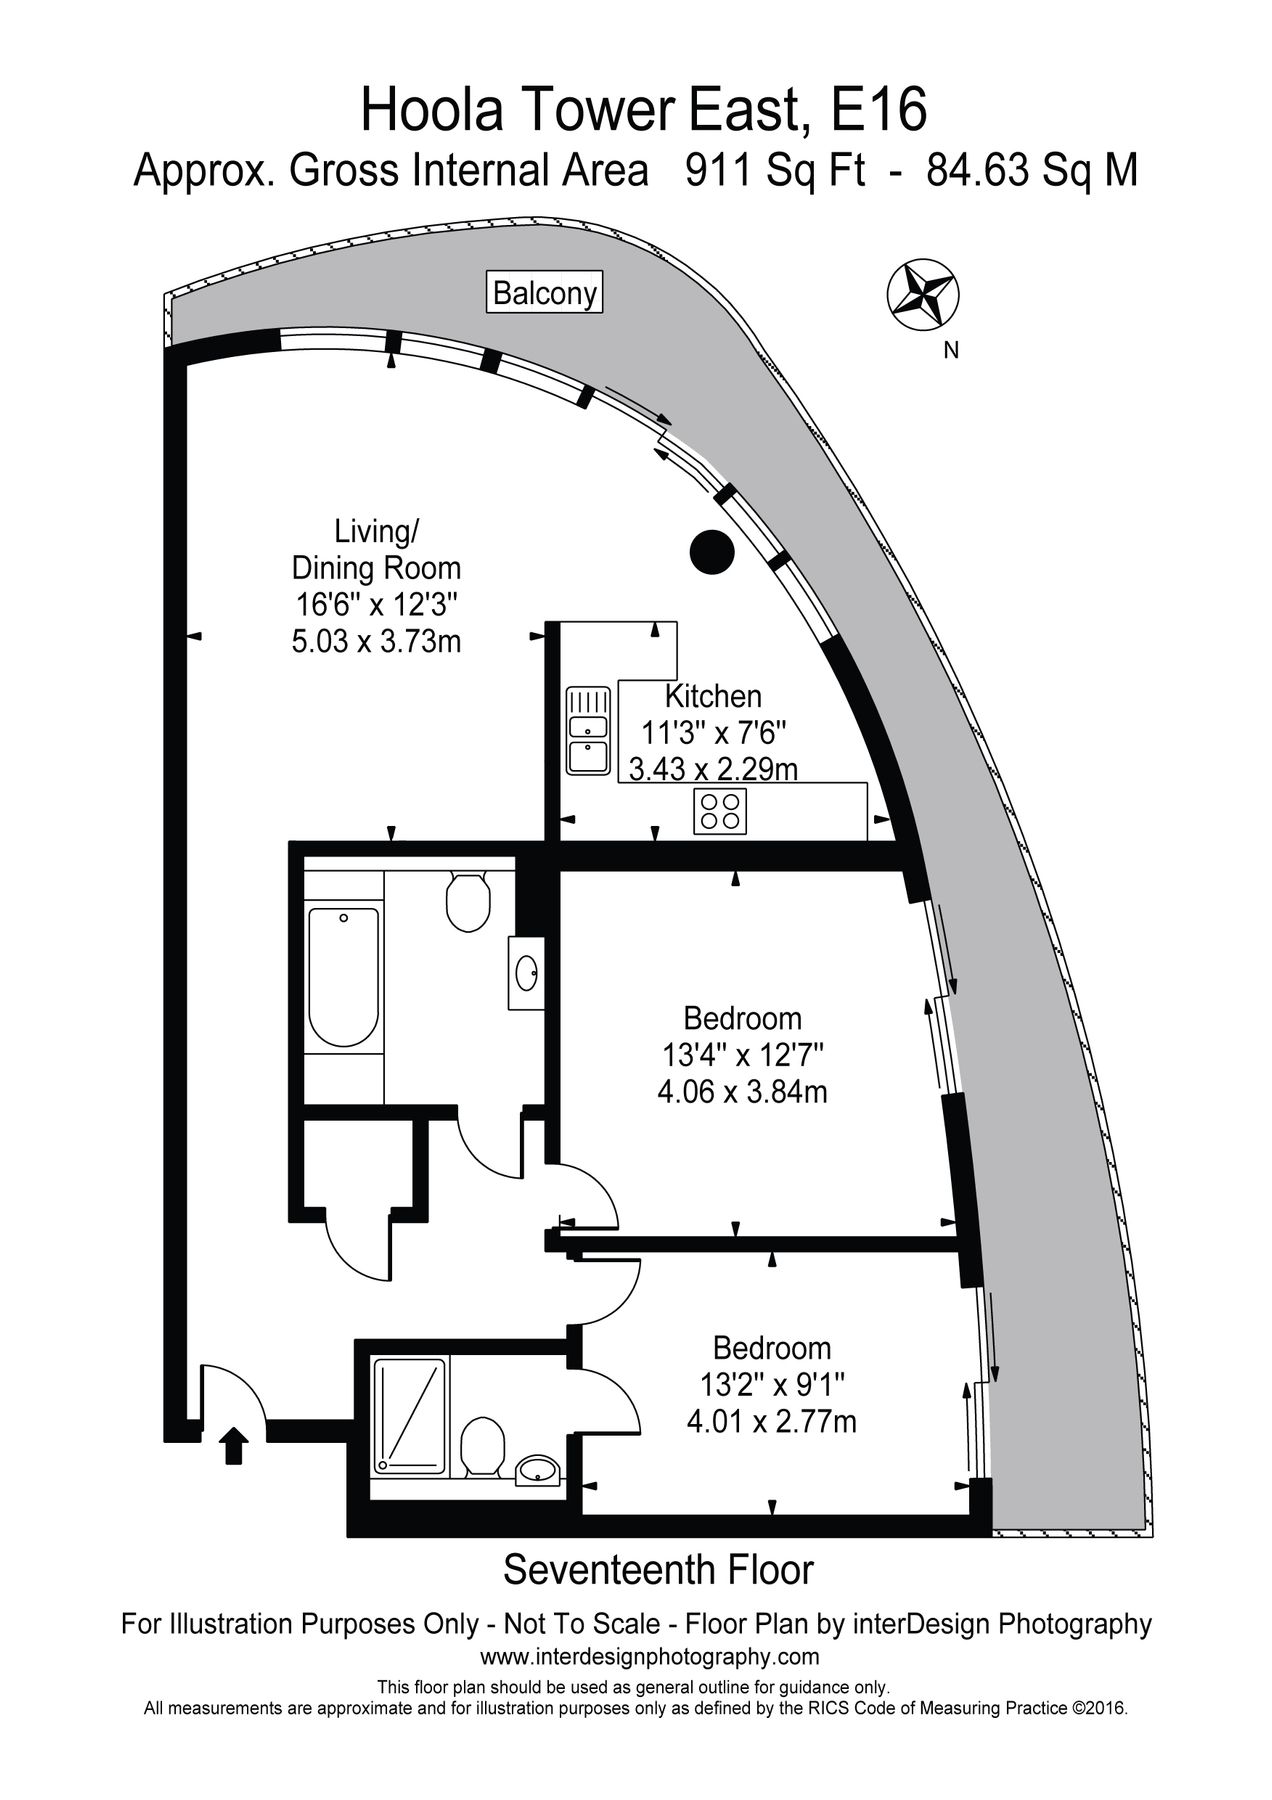 Hoola Tower East, E16
Approx. Gross Internal Area 911 Sq Ft - 84.63 Sq M
Balcony
N
Living/
Dining Room
16'6" x 12'3"
5.03 x 3.73m
Kitchen
11'3" x 7'6"
3.43 x 2.29m
Bedroom
13'4" x 12'7"
4.06 x 3.84m
Bedroom
13'2" x 9'1"
4.01 x 2.77m
Seventeenth Floor
For Illustration Purposes Only - Not To Scale - Floor Plan by interDesign Photography
www.interdesignphotography.com
This floor plan should be used as general outline for guidance only.
All measurements are approximate and for illustration purposes only as defined by the RICS Code of Measuring Practice ©2016.